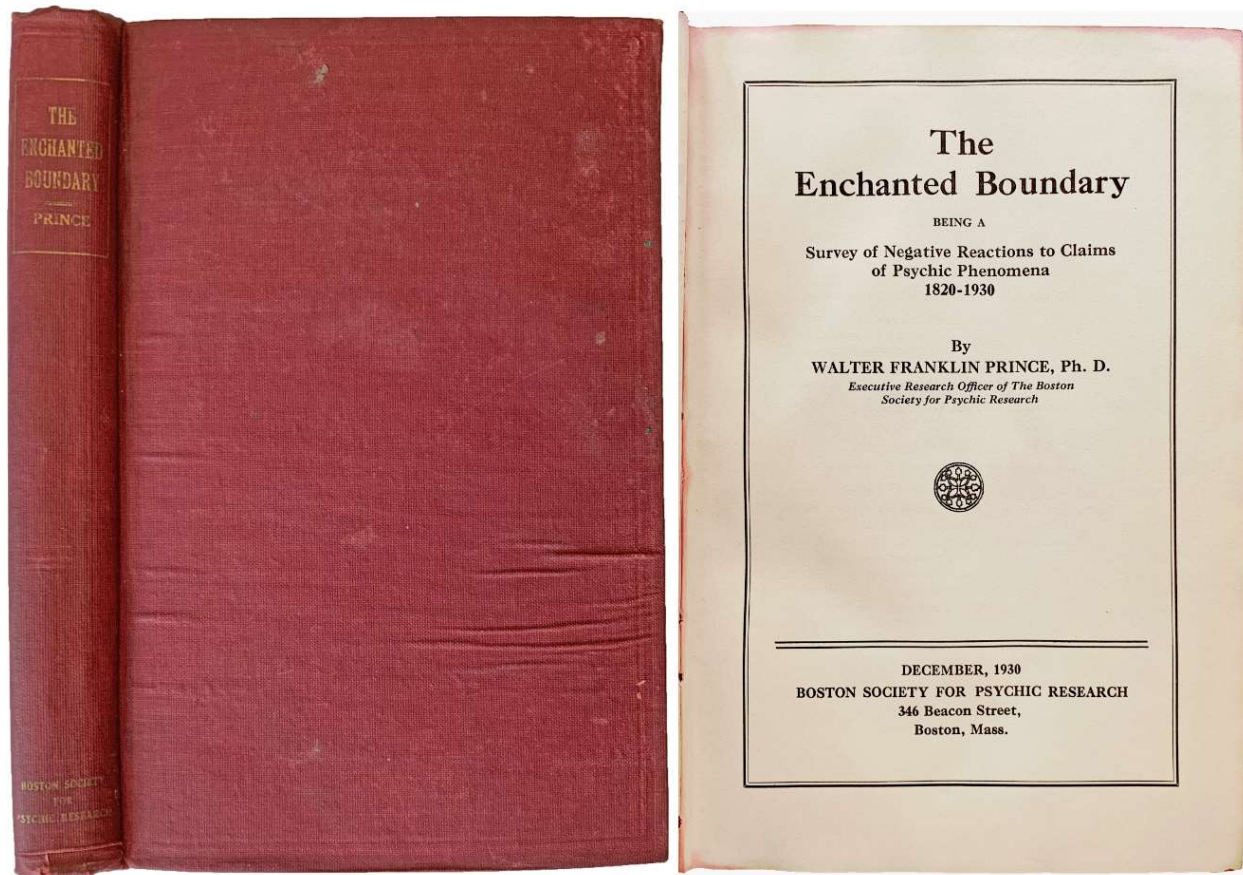 THE
ENCHANTED
BOUNDARY
PRINCE
BOSTON SOCIETY
FOR
PSYCHIC RESEARCH
The
Enchanted Boundary
BEING A
Survey of Negative Reactions to Claims
of Psychic Phenomena
1820-1930
By
WALTER FRANKLIN PRINCE, Ph. D.
Executive Research Officer of The Boston
Society for Psychic Research
DECEMBER, 1930
BOSTON SOCIETY FOR PSYCHIC RESEARCH
346 Beacon Street,
Boston, Mass.